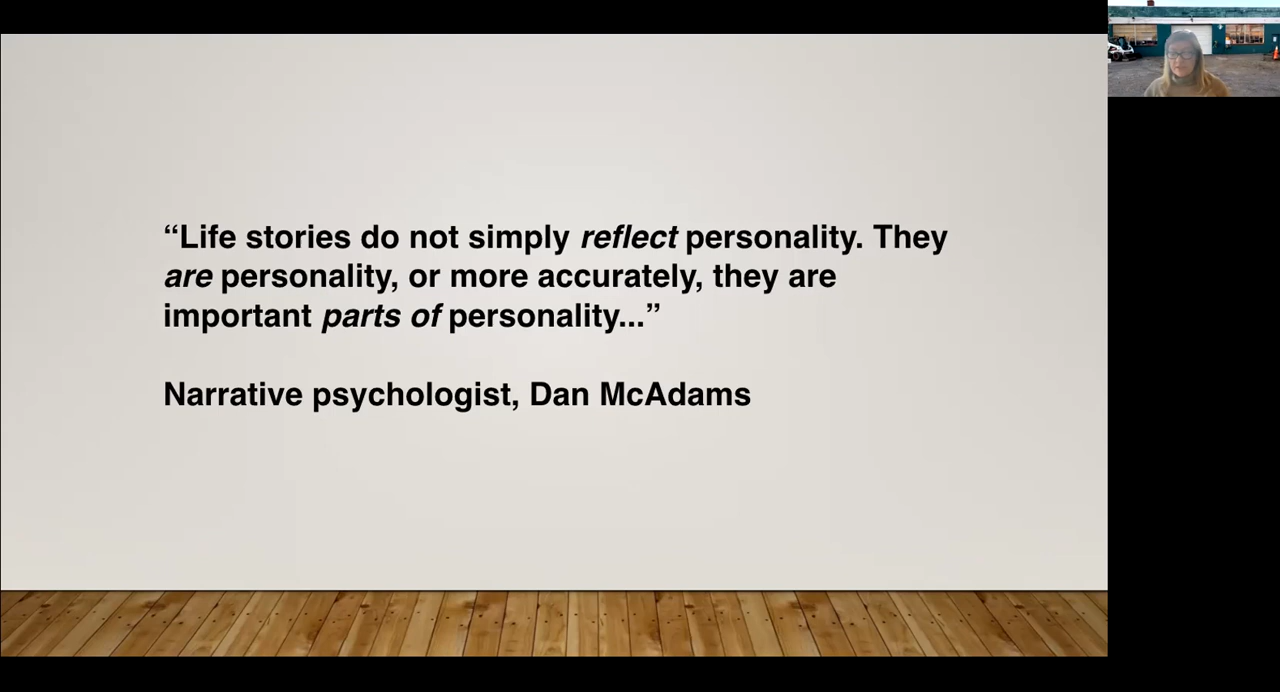 “Life stories do not simply reflect personality. They
are personality, or more accurately, they are
important parts of personality...”
Narrative psychologist, Dan McAdams